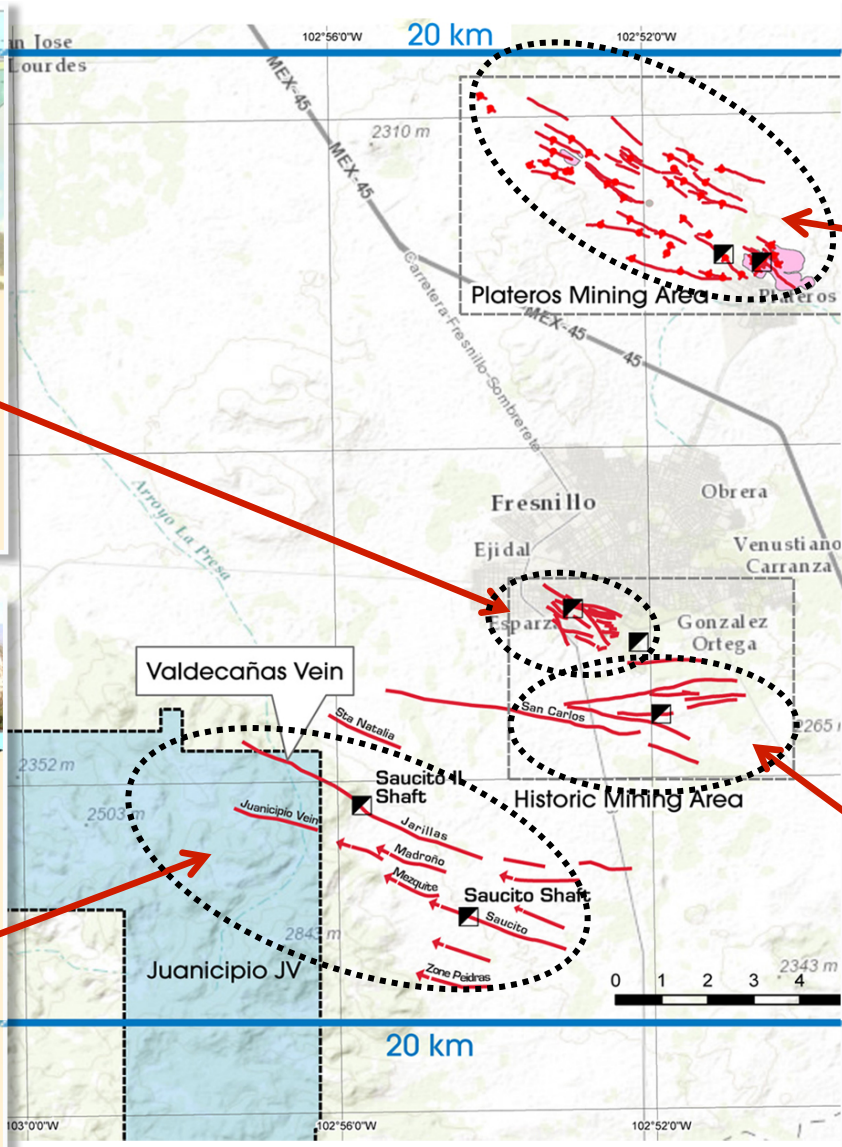 102°56'0"W
20 km
102°52'0"W
n Jose
Lourdes
MEX-45
2310 m
MEX-45
Carretera-Fresnillo-Sombrerete
Plateros Mining Area
Plateros
MEX-45
45
Fresnillo
Obrera
Arroyo La Presa
Ejidal
Venustiano
Carranza
Esparz
Gonzalez
Ortega
Valdecañas Vein
San Carlos
Sta Natalia
2265
2352 m
Saucito II
Shaft
2503 m
Juanicipio Vein
Historic Mining Area
Jarillas
Madroño
Mezquite
Saucito Shaft
Saucito
2843 m
Juanicipio JV
Zone Peidras
2343 m
0 1 2 3 4
20 km
103°00"W
102°56'0"W
102°52'0"W